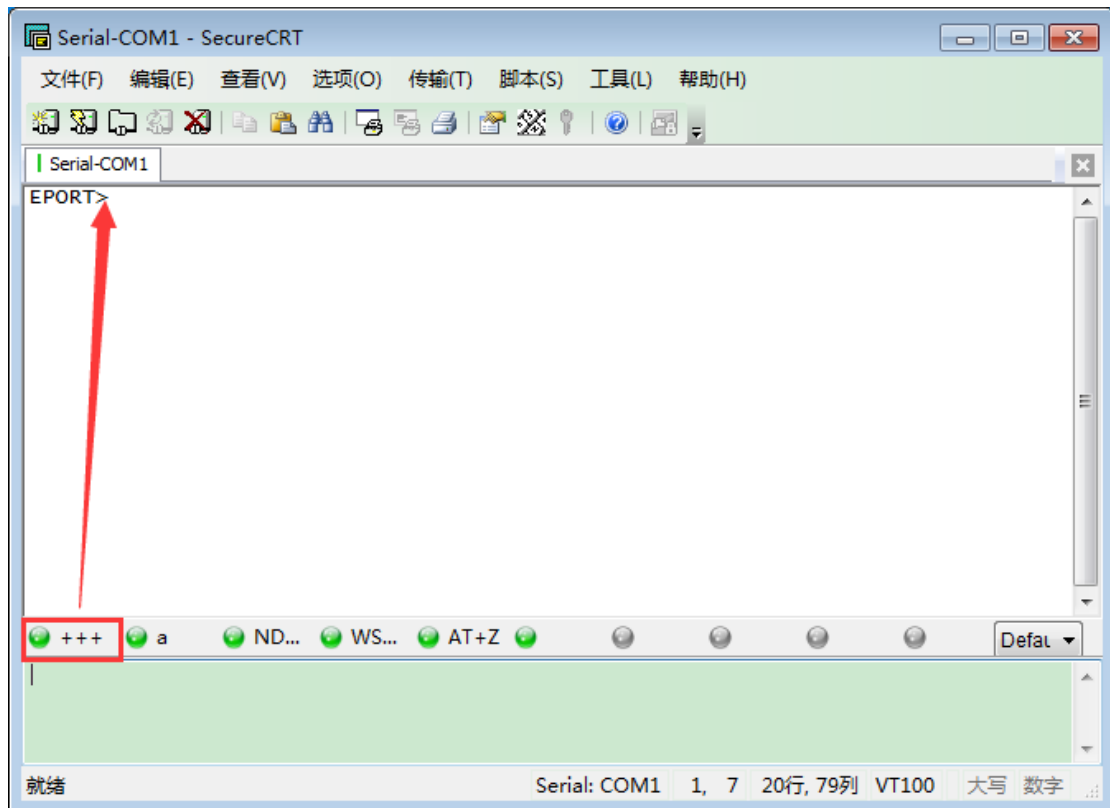 Serial-COM1 - SecureCRT
文件(F) 编辑(E) 查看(V) 选项(O) 传输(T) 脚本(S) 工具(L) 帮助(H)
Serial-COM1
EPORT>
+++ a ND... WS... AT+Z Defau
就绪 Serial: COM1 1, 7 20行, 79列 VT100 大写 数字